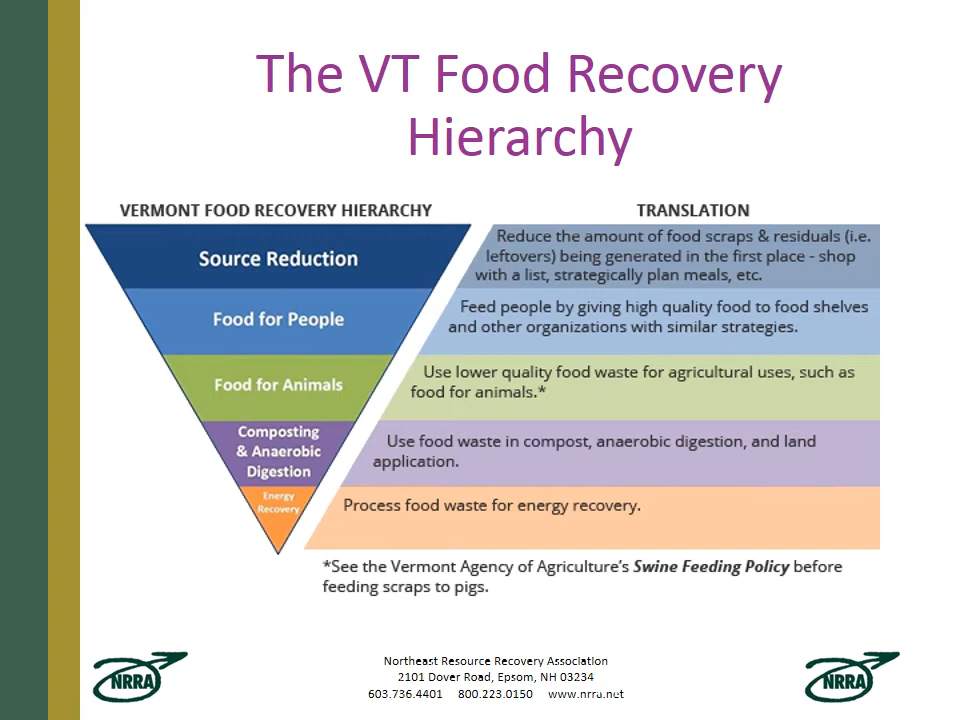 The VT Food Recovery
Hierarchy
VERMONT FOOD RECOVERY HIERARCHY
TRANSLATION
Source Reduction
Reduce the amount of food scraps & residuals (i.e.
leftovers) being generated in the first place - shop
with a list, strategically plan meals, etc.
Food for People
Feed people by giving high quality food to food shelves
and other organizations with similar strategies.
Food for Animals
Use lower quality food waste for agricultural uses, such as
food for animals.*
Composting
& Anaerobic
Digestion
Use food waste in compost, anaerobic digestion, and land
application.
Energy
Recovery
Process food waste for energy recovery.
*See the Vermont Agency of Agriculture's Swine Feeding Policy before
feeding scraps to pigs.
NRRA
Northeast Resource Recovery Association
2101 Dover Road, Epsom, NH 03234
603.736.4401 800.223.0150 www.nrra.net
NRRA